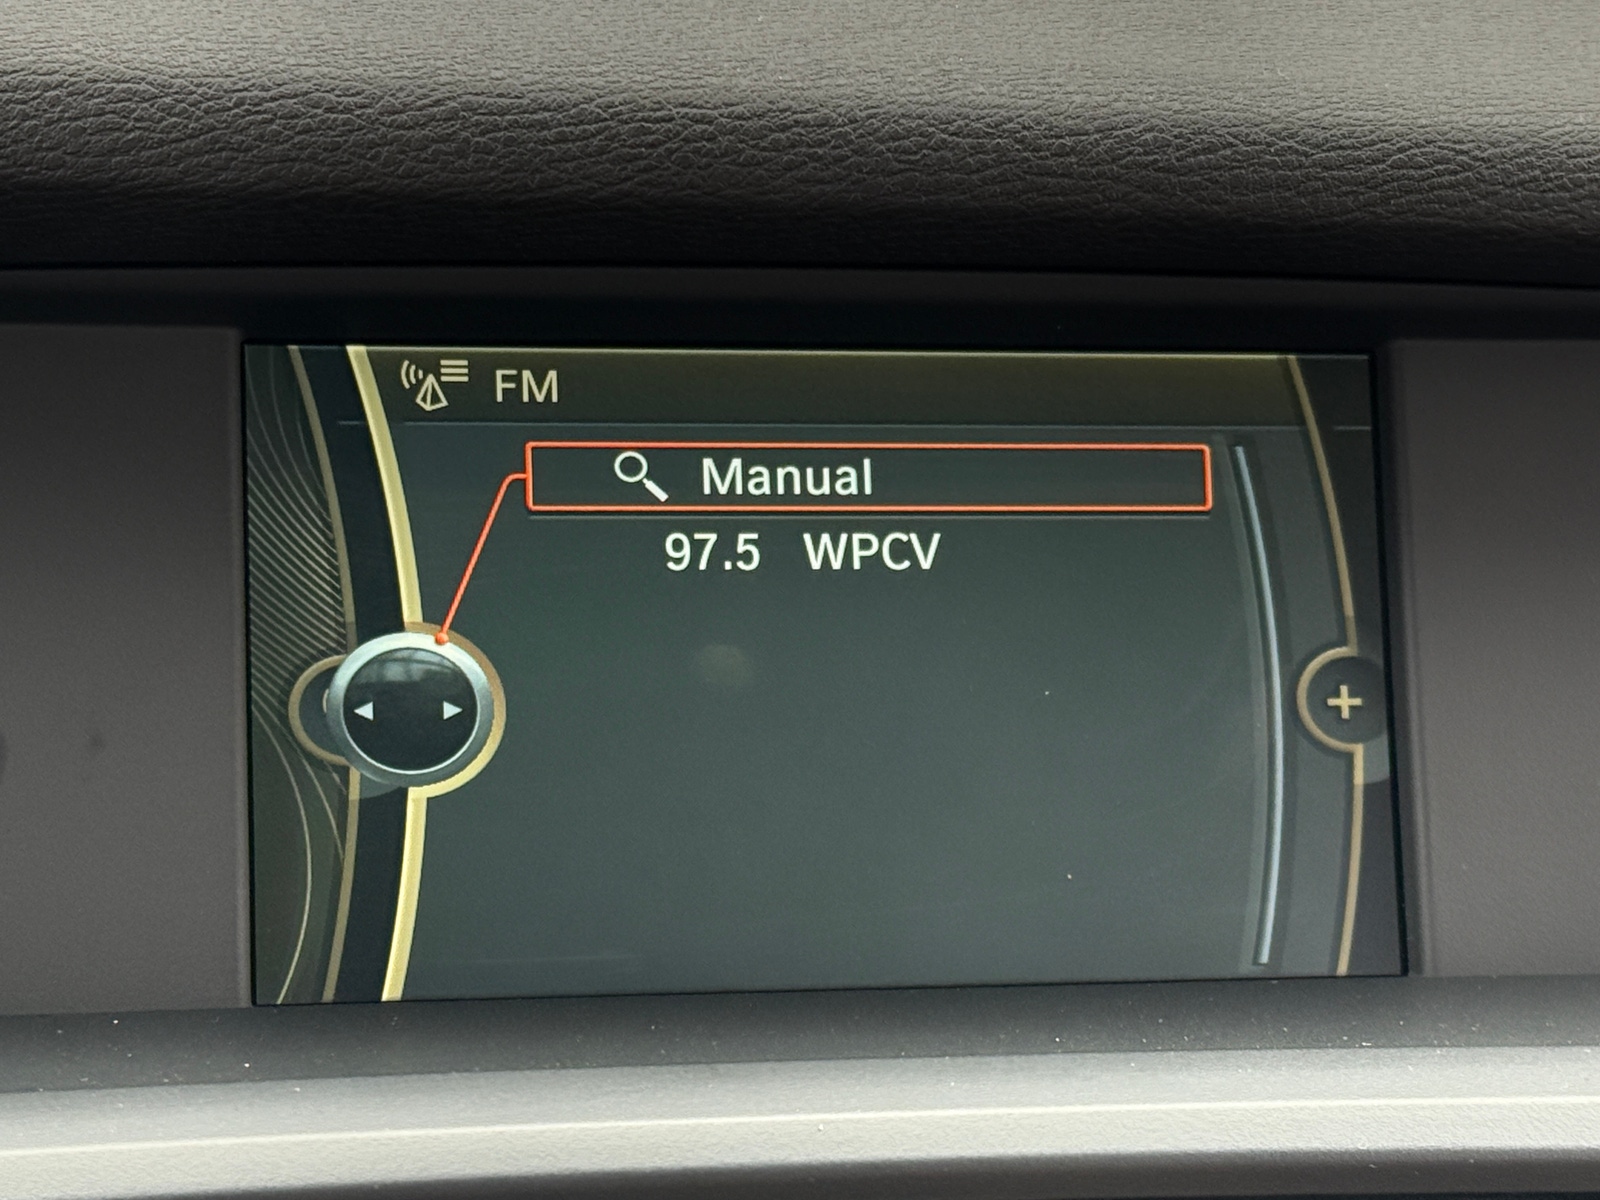 FM
Manual
97.5 WPCV
+